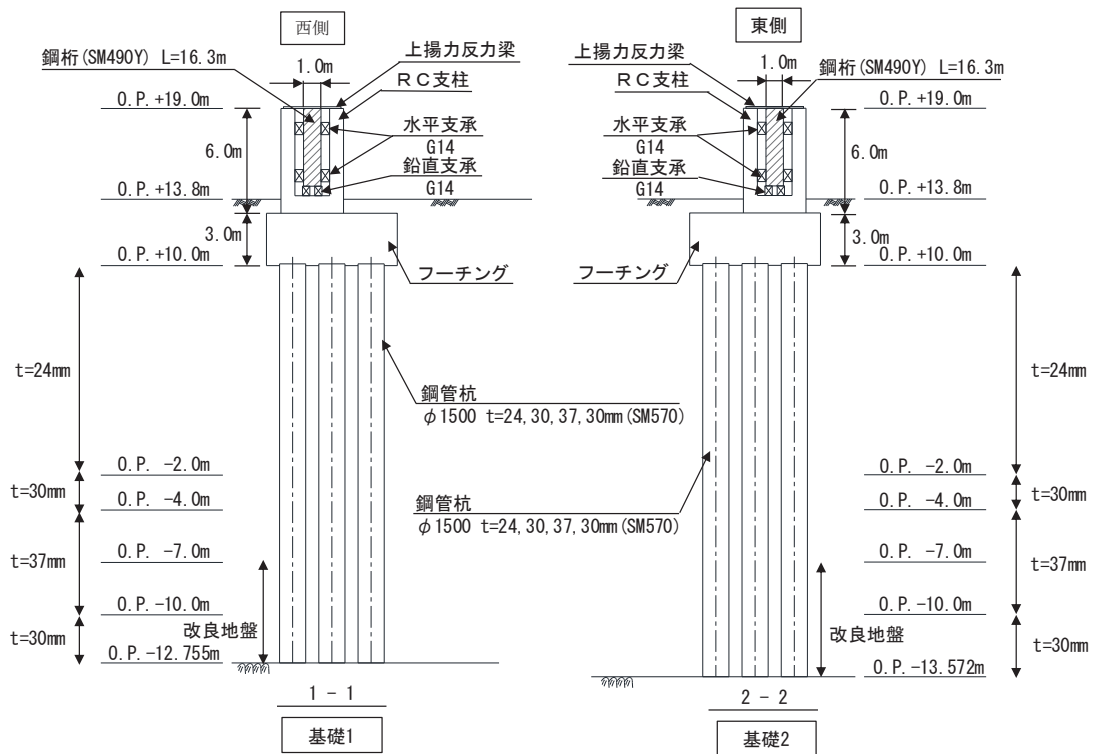 西側
鋼桁(SM490Y) L=16.3m
1.0m
上揚力反力梁
RC支柱
O.P.+19.0m
水平支承
G14
6.0m
鉛直支承
G14
O.P.+13.8m
3.0m
O.P.+10.0m
フーチング
t=24mm
鋼管杭
φ1500 t=24,30,37,30mm(SM570)
O.P. -2.0m
t=30mm
O.P. -4.0m
鋼管杭
φ1500 t=24,30,37,30mm(SM570)
t=37mm
O.P. -7.0m
O.P.-10.0m
改良地盤
t=30mm
O.P.-12.755m
1 - 1
基礎1
東側
上揚力反力梁
1.0m
鋼桁(SM490Y) L=16.3m
RC支柱
O.P.+19.0m
水平支承
G14
6.0m
鉛直支承
G14
O.P.+13.8m
3.0m
O.P.+10.0m
フーチング
t=24mm
O.P. -2.0m
t=30mm
O.P. -4.0m
O.P. -7.0m
t=37mm
O.P.-10.0m
改良地盤
t=30mm
O.P.-13.572m
2 - 2
基礎2